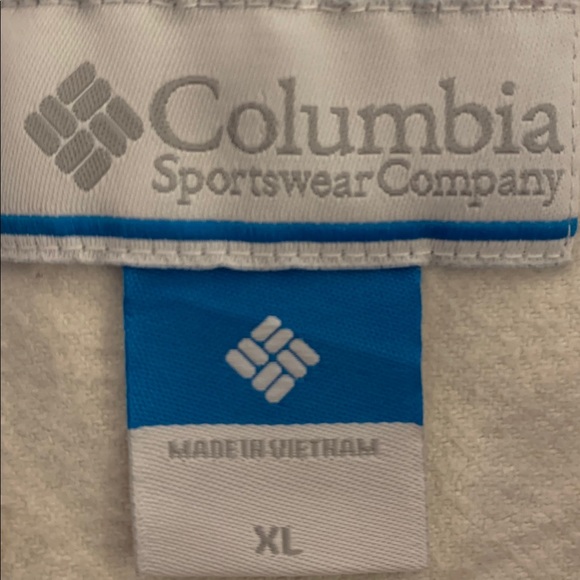 Columbia
Sportswear Company
MADE IN VIETNAM
XL